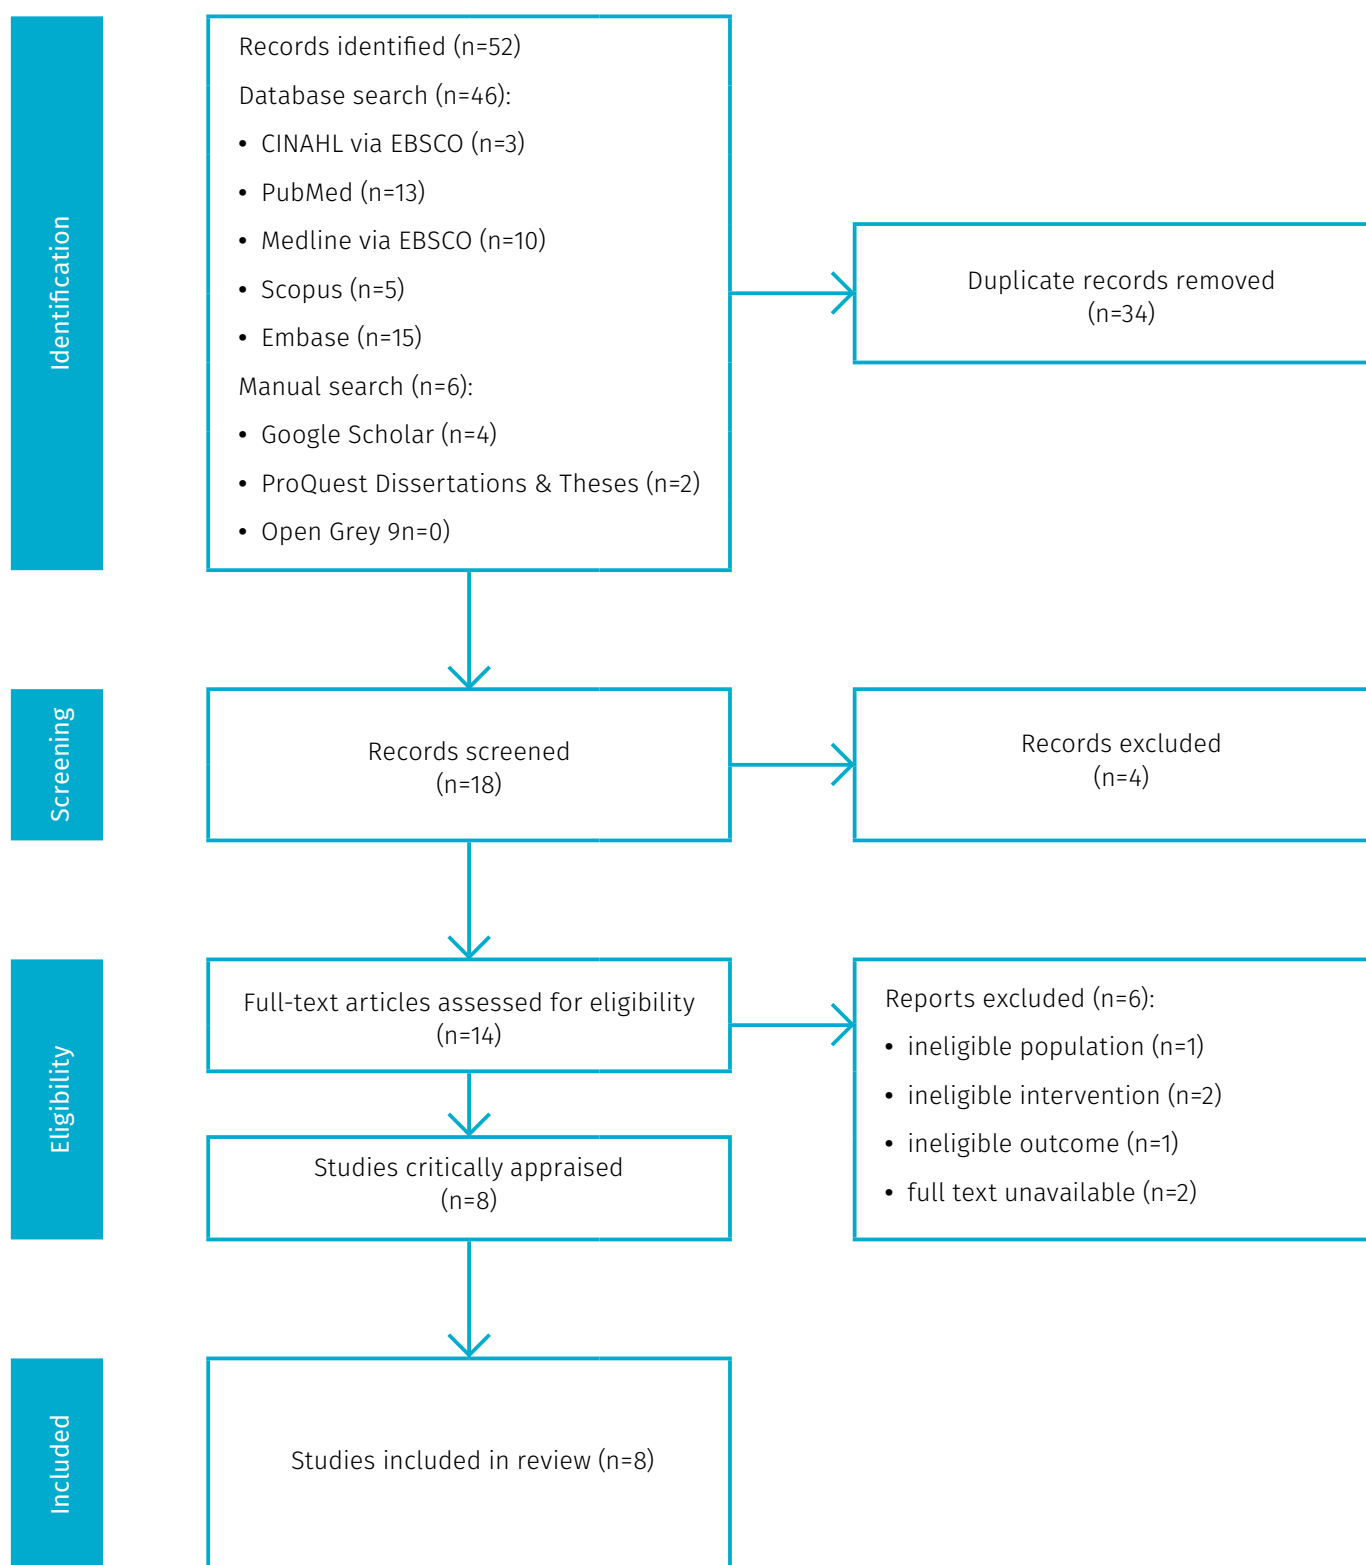 Identification
Records identified (n=52)
Database search (n=46):
• CINAHL via EBSCO (n=3)
• PubMed (n=13)
• Medline via EBSCO (n=10)
• Scopus (n=5)
• Embase (n=15)
Manual search (n=6):
• Google Scholar (n=4)
• ProQuest Dissertations & Theses (n=2)
• Open Grey 9n=0)
Duplicate records removed
(n=34)
Screening
Records screened
(n=18)
Records excluded
(n=4)
Eligibility
Full-text articles assessed for eligibility
(n=14)
Reports excluded (n=6):
• ineligible population (n=1)
• ineligible intervention (n=2)
• ineligible outcome (n=1)
• full text unavailable (n=2)
Studies critically appraised
(n=8)
Included
Studies included in review (n=8)